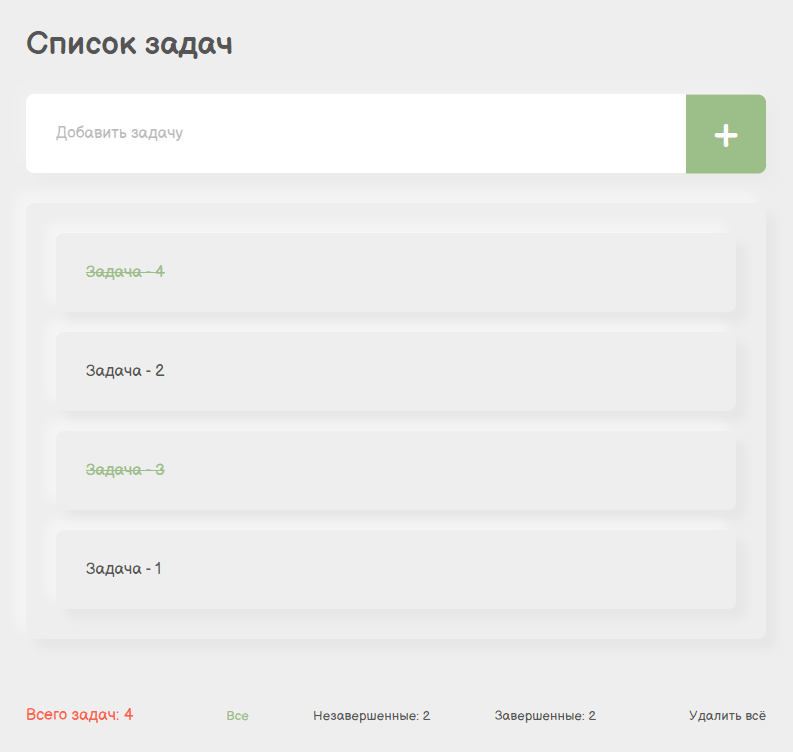 Список задач
Добавить задачу
Задача - 4
Задача - 2
Задача - 3
Задача - 1
Всего задач: 4 Все Незавершенные: 2 Завершенные: 2 Удалить всё